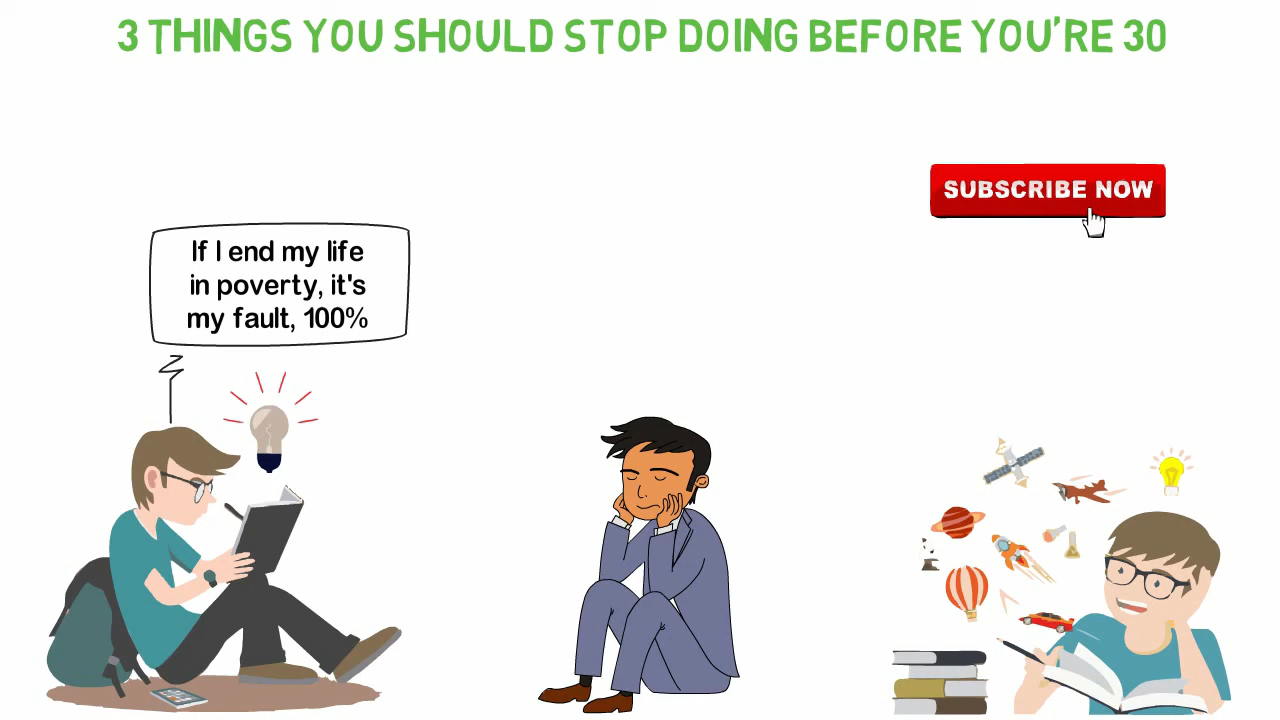 3 THINGS YOU SHOULD STOP DOING BEFORE YOU'RE 30
SUBSCRIBE NOW
If I end my life
in poverty, it's
my fault, 100%